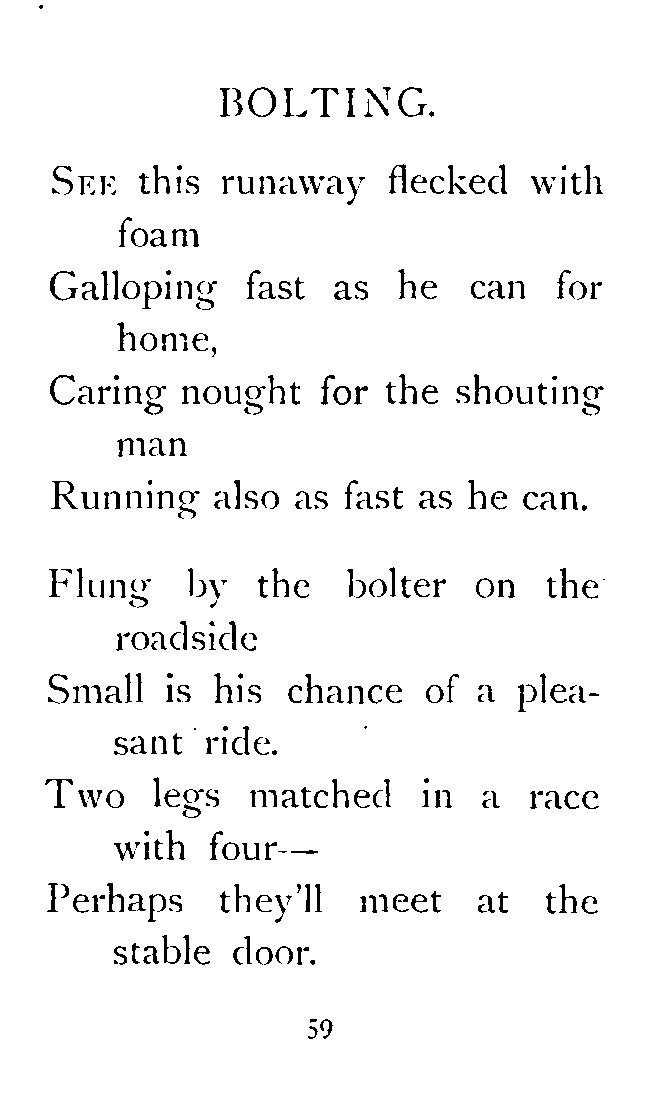 BOLTING.
SEE this runaway flecked with
foam
Galloping fast as he can for
home,
Caring nought for the shouting
man
Running also as fast as he can.
Flung by the bolter on the
roadside
Small is his chance of a plea-
sant ride.
Two legs matched in a race
with four—
Perhaps they'll meet at the
stable door.
59